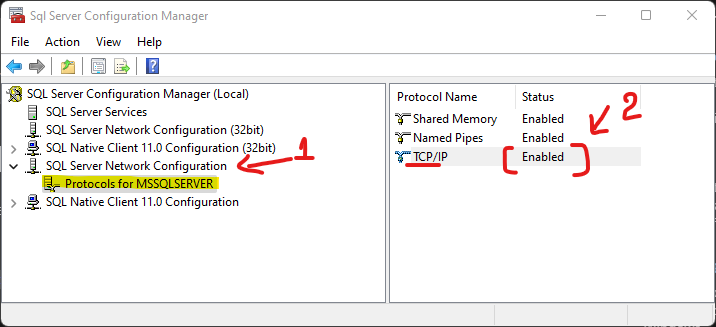 Sql Server Configuration Manager
File Action View Help
SQL Server Configuration Manager (Local)
SQL Server Services
SQL Server Network Configuration (32bit)
SQL Native Client 11.0 Configuration (32bit)
SQL Server Network Configuration
1
Protocols for MSSQLSERVER
SQL Native Client 11.0 Configuration
Protocol Name Status
Shared Memory Enabled
2
Named Pipes Enabled
TCP/IP Enabled